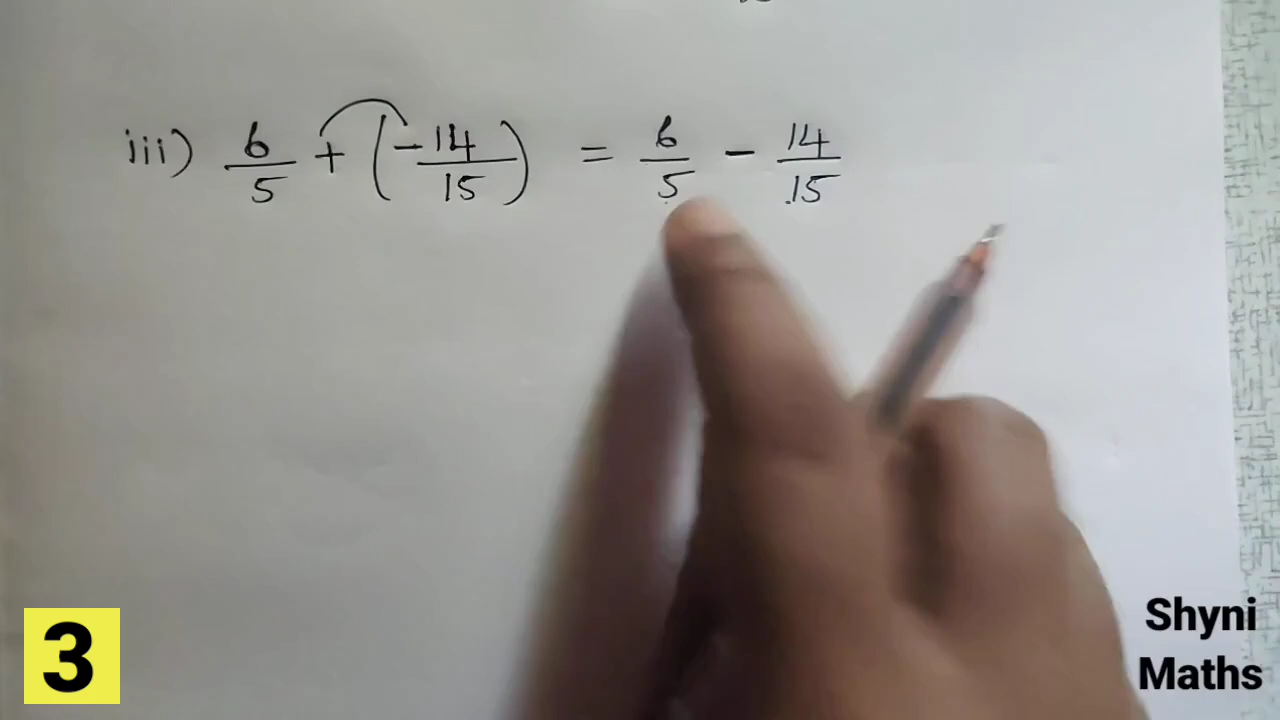 iii) 6/5 + (-14/15) = 6/5 - 14/15
3
Shyni
Maths